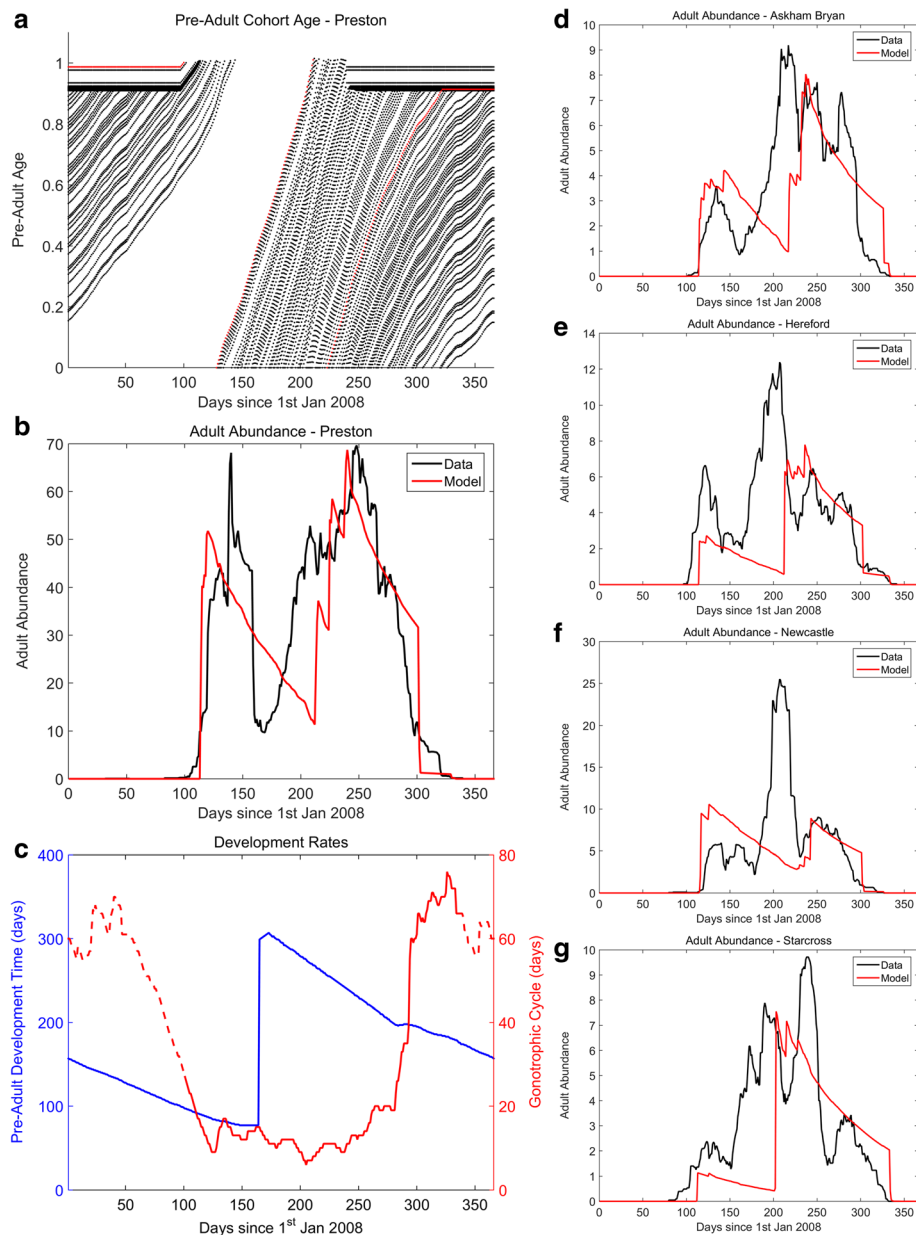 a
Pre-Adult Cohort Age - Preston
Pre-Adult Age
1
0.8
0.6
0.4
0.2
0
50 100 150 200 250 300 350
Days since 1st Jan 2008
b
Adult Abundance - Preston
Data
Model
Adult Abundance
70
60
50
40
30
20
10
0
0 50 100 150 200 250 300 350
Days since 1st Jan 2008
c
Development Rates
Pre-Adult Development Time (days)
400
300
200
100
0
Gonotrophic Cycle (days)
80
60
40
20
0
50 100 150 200 250 300 350
Days since 1st Jan 2008
d
Adult Abundance - Askham Bryan
Data
Model
Adult Abundance
10
9
8
7
6
5
4
3
2
1
0
0 50 100 150 200 250 300 350
Days since 1st Jan 2008
e
Adult Abundance - Hereford
Data
Model
Adult Abundance
14
12
10
8
6
4
2
0
0 50 100 150 200 250 300 350
Days since 1st Jan 2008
f
Adult Abundance - Newcastle
Data
Model
Adult Abundance
30
25
20
15
10
5
0
0 50 100 150 200 250 300 350
Days since 1st Jan 2008
g
Adult Abundance - Starcross
Data
Model
Adult Abundance
10
9
8
7
6
5
4
3
2
1
0
0 50 100 150 200 250 300 350
Days since 1st Jan 2008